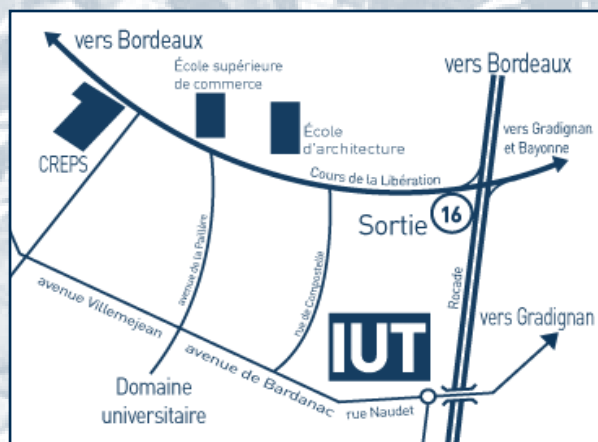 vers Bordeaux
École supérieure
de commerce
vers Bordeaux
École
d'architecture
vers Gradignan
et Bayonne
CREPS
Cours de la Libération
16
Sortie
avenue de la Paillère
rue de Compostelle
Rocade
avenue Villemejean
IUT
vers Gradignan
avenue de Bardanac
rue Naudet
Domaine
universitaire